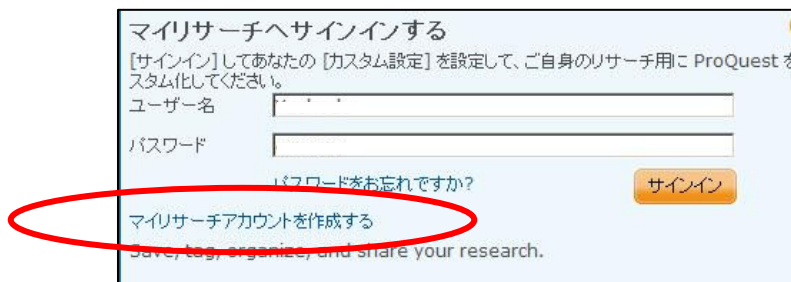 マイリサーチへサインインする
[サインイン] してあなたの [カスタム設定] を設定して、ご自身のリサーチ用に ProQuest を
スタム化してください。
ユーザー名
パスワード
パスワードをお忘れですか?
サインイン
マイリサーチアカウントを作成する
Save, tag, organize, and share your research.